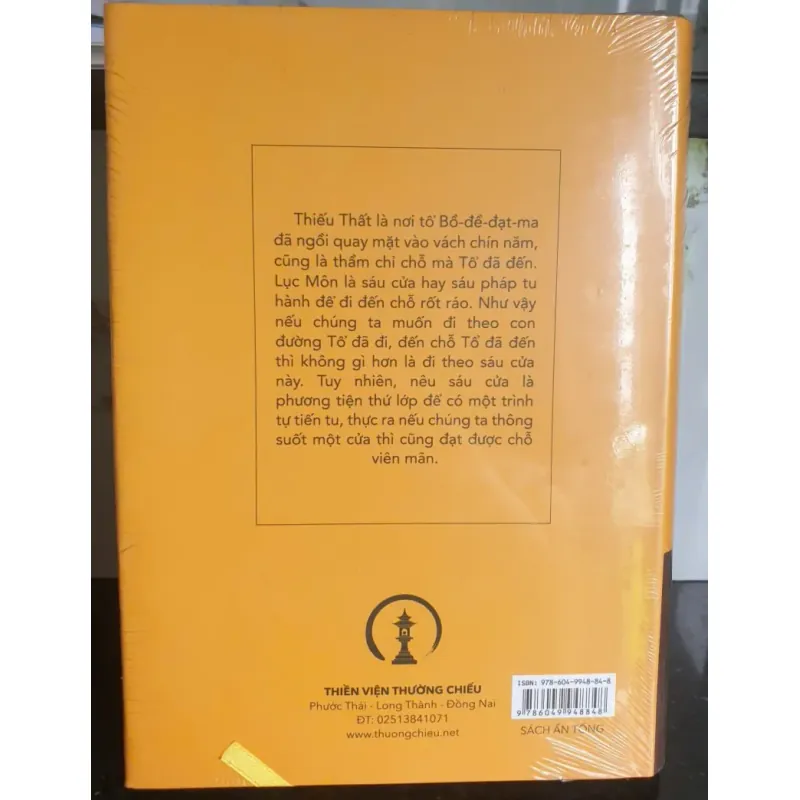 Thiếu Thất là nơi tổ Bồ-đề-đạt-ma
đã ngồi quay mặt vào vách chín năm,
cũng là thầm chỉ chỗ mà Tổ đã đến.
Lục Môn là sáu cửa hay sáu pháp tu
hành để đi đến chỗ rốt ráo. Như vậy
nếu chúng ta muốn đi theo con
đường Tổ đã đi, đến chỗ Tổ đã đến
thì không gì hơn là đi theo sáu cửa
này. Tuy nhiên, nêu sáu cửa là
phương tiện thứ lớp để có một trình
tự tiến tu, thực ra nếu chúng ta thông
suốt một cửa thì cũng đạt được chỗ
viên mãn.
THIỀN VIỆN THƯỜNG CHIẾU
Phước Thái - Long Thành - Đồng Nai
ĐT: 02513841071
www.thuongchieu.net
ISBN: 978-604-9948-84-8
9 786049 948848
SÁCH ẤN TỐNG